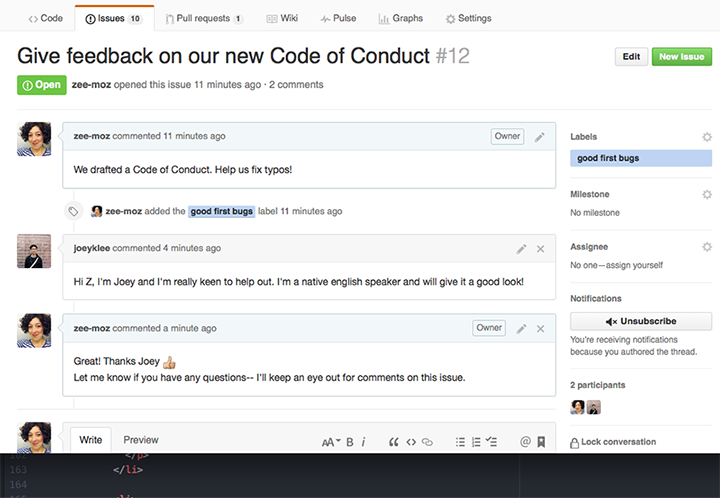 Code Issues 10 Pull requests 1 Wiki Pulse Graphs Settings
Give feedback on our new Code of Conduct #12
Edit New issue
Open zee-moz opened this issue 11 minutes ago · 2 comments
zee-moz commented 11 minutes ago Owner
We drafted a Code of Conduct. Help us fix typos!
zee-moz added the good first bugs label 11 minutes ago
joeyklee commented 4 minutes ago
Hi Z, I'm Joey and I'm really keen to help out. I'm a native english speaker and will give it a good look!
zee-moz commented a minute ago Owner
Great! Thanks Joey 👍
Let me know if you have any questions-- I'll keep an eye out for comments on this issue.
Write Preview AA B i “ <> @
Labels
good first bugs
Milestone
No milestone
Assignee
No one—assign yourself
Notifications
Unsubscribe
You're receiving notifications
because you authored the thread.
2 participants
Lock conversation
162 </p>
163 </li>
164